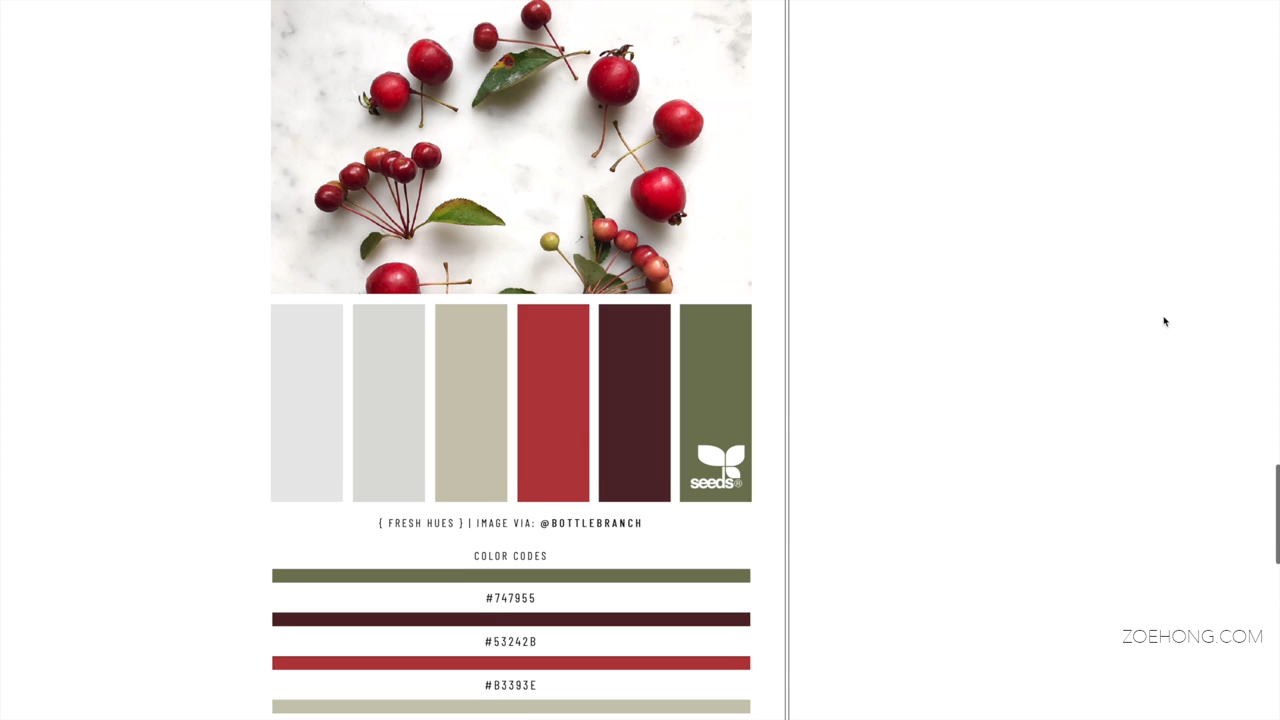 seeds®
{ FRESH HUES } | IMAGE VIA: @BOTTLEBRANCH
COLOR CODES
#747955
#53242B
#B3393E
ZOEHONG.COM